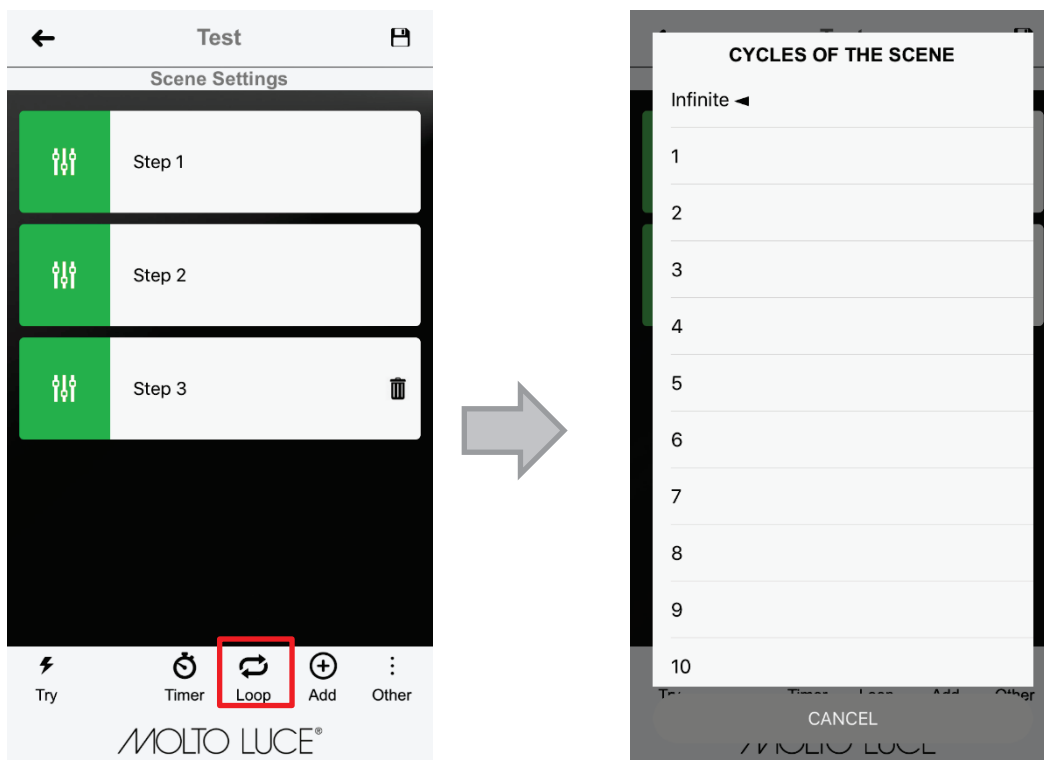 Test
Scene Settings
Step 1
Step 2
Step 3
Try
Timer
Loop
Add
Other
MOLTO LUCE®
CYCLES OF THE SCENE
Infinite ◄
1
2
3
4
5
6
7
8
9
10
CANCEL